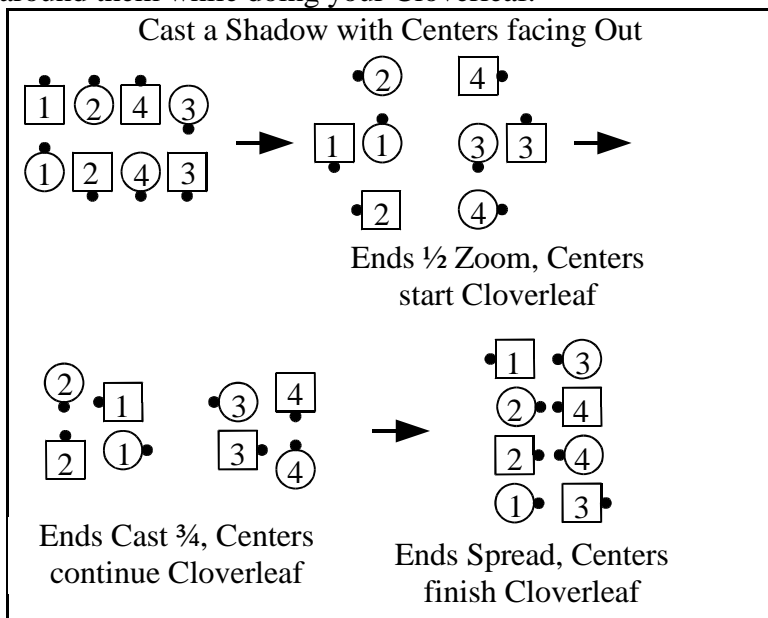 around them while doing your Cloverleaf.
Cast a Shadow with Centers facing Out
1 2 4 3
1 2 4 3
2 4
1 1 3 3
2 4
Ends ½ Zoom, Centers
start Cloverleaf
2 1 3 4
2 1 3 4
Ends Cast ¾, Centers
continue Cloverleaf
1 3
2 4
2 4
1 3
Ends Spread, Centers
finish Cloverleaf